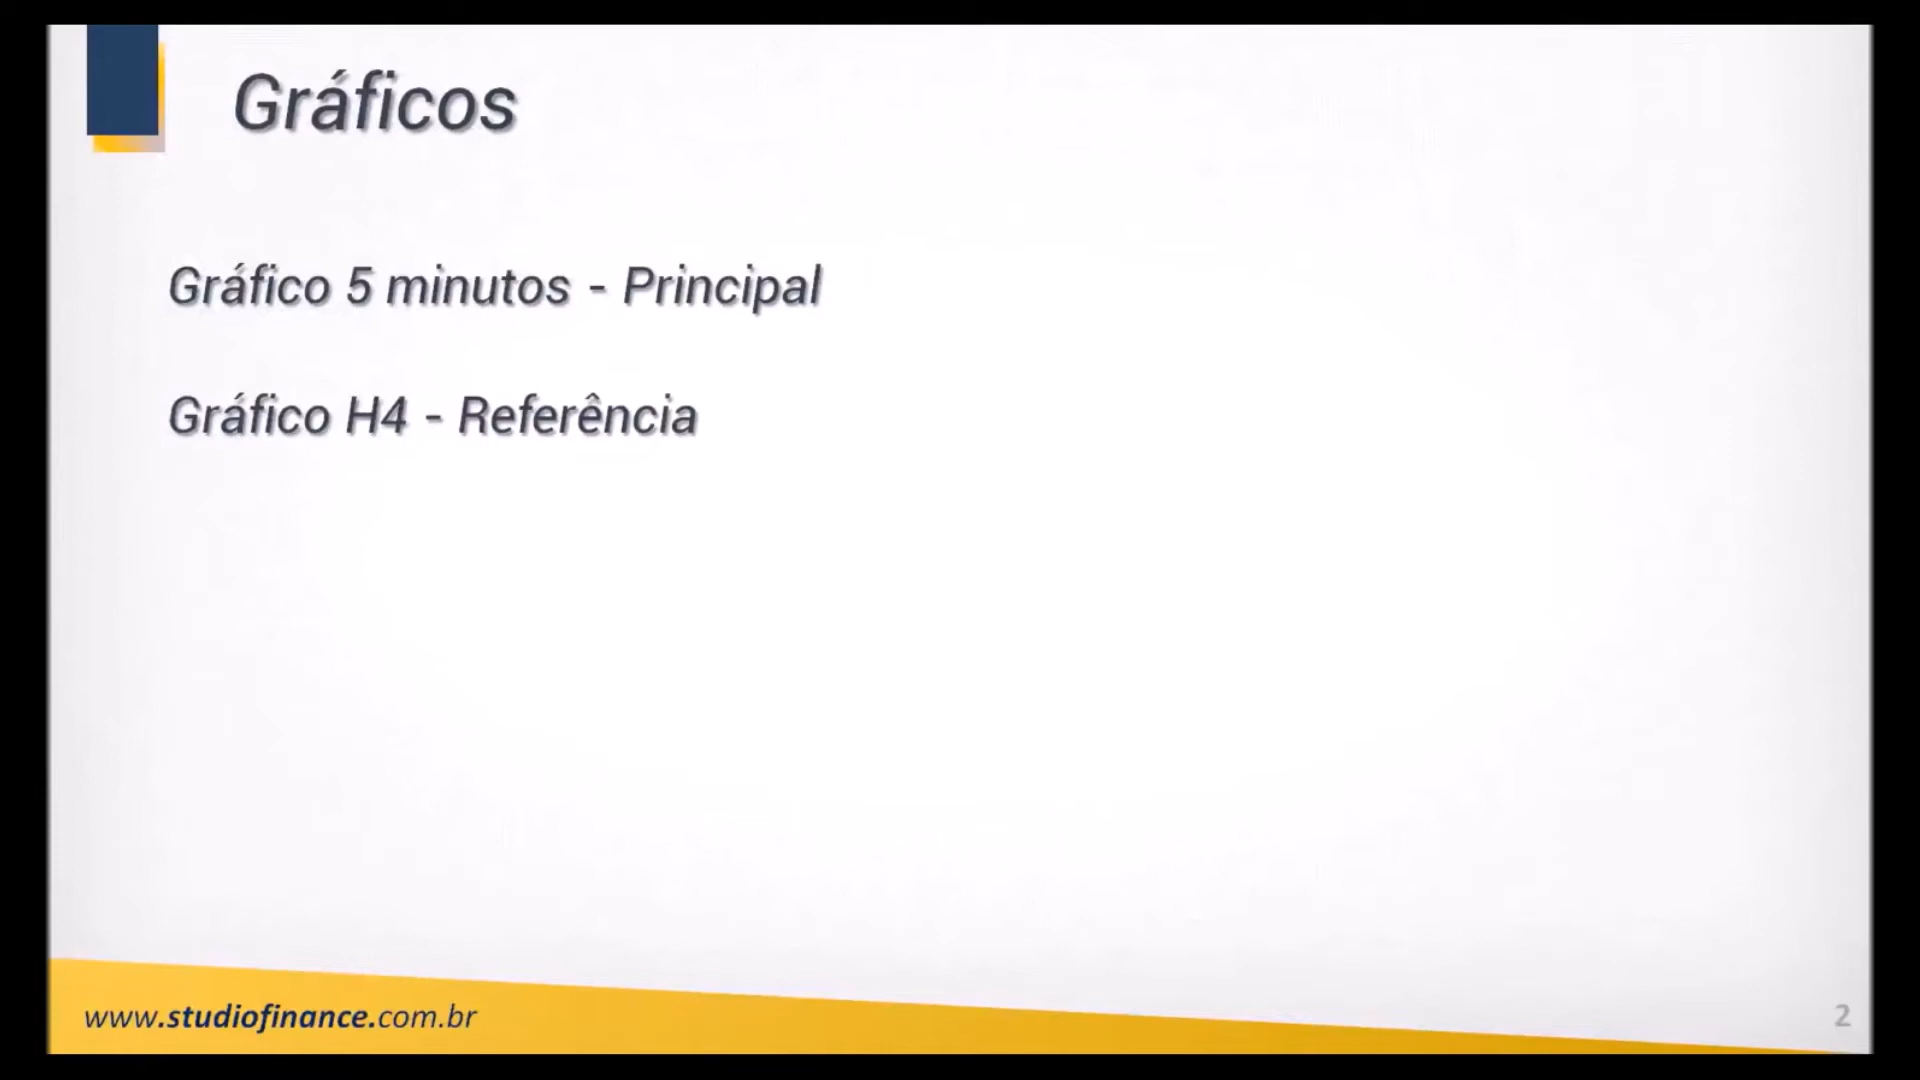 Gráficos
Gráfico 5 minutos - Principal
Gráfico H4 - Referência
www.studiofinance.com.br
2